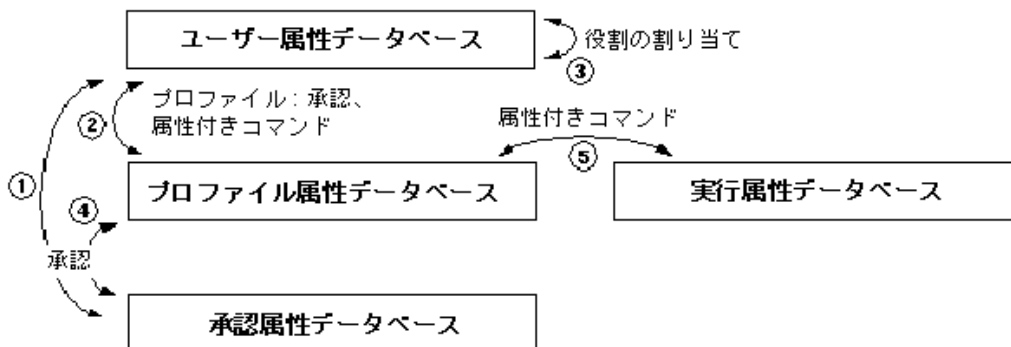 ユーザー属性データベース
役割の割り当て
③
プロファイル：承認、
属性付きコマンド
②
属性付きコマンド
⑤
①
プロファイル属性データベース
実行属性データベース
④
承認
承認属性データベース